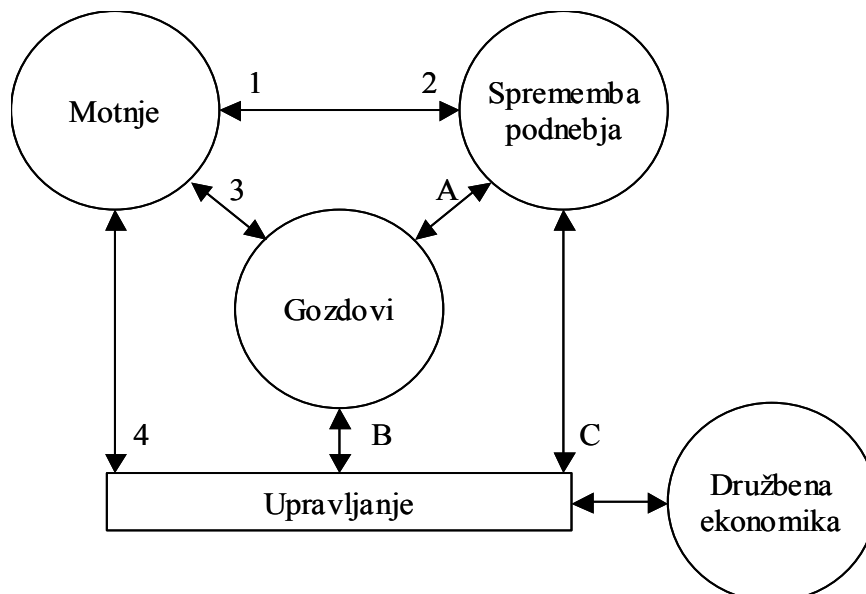 1
2
Motnje
Sprememba
podnebja
3
A
Gozdovi
4
B
C
Upravljanje
Družbena
ekonomika